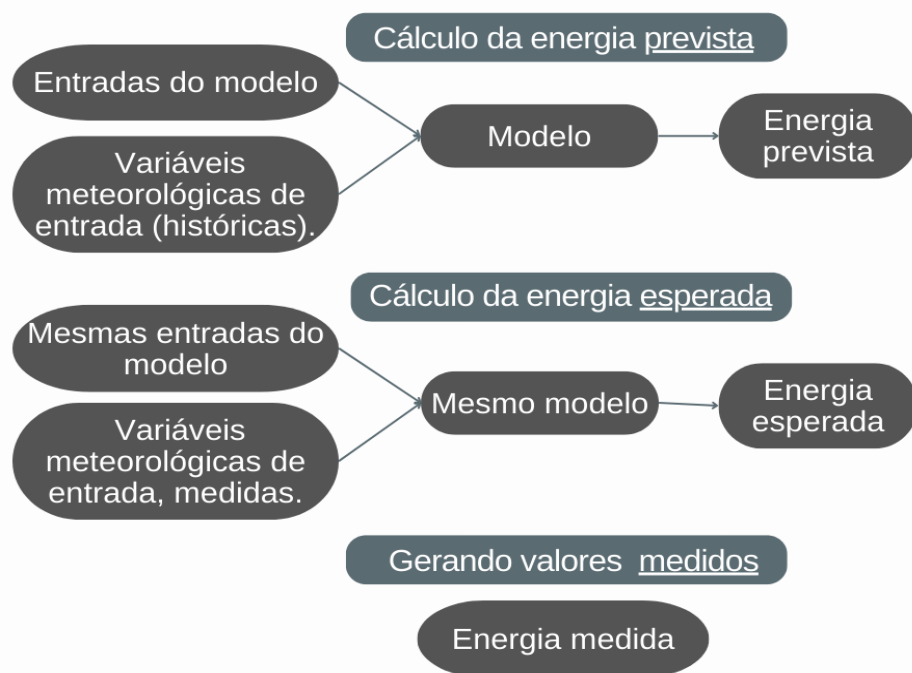 Cálculo da energia prevista
Entradas do modelo
Variáveis
meteorológicas de
entrada (históricas).
Modelo
Energia
prevista
Cálculo da energia esperada
Mesmas entradas do
modelo
Variáveis
meteorológicas de
entrada, medidas.
Mesmo modelo
Energia
esperada
Gerando valores medidos
Energia medida